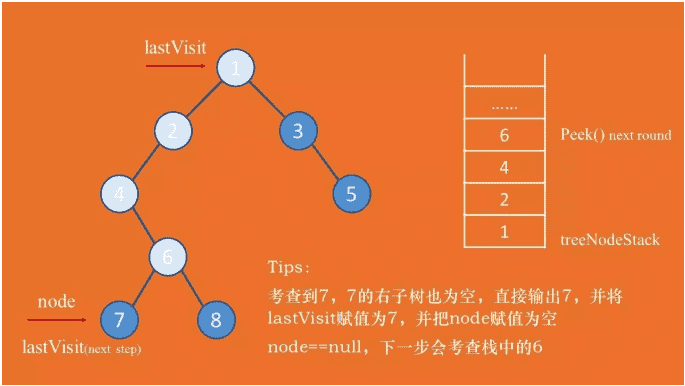 lastVisit
1
2
3
4
5
6
node
7
8
lastVisit(next step)
……
6
Peek() next round
4
2
1
treeNodeStack
Tips:
考查到7，7的右子树也为空，直接输出7，并将
lastVisit赋值为7，并把node赋值为空
node==null，下一步会考查栈中的6